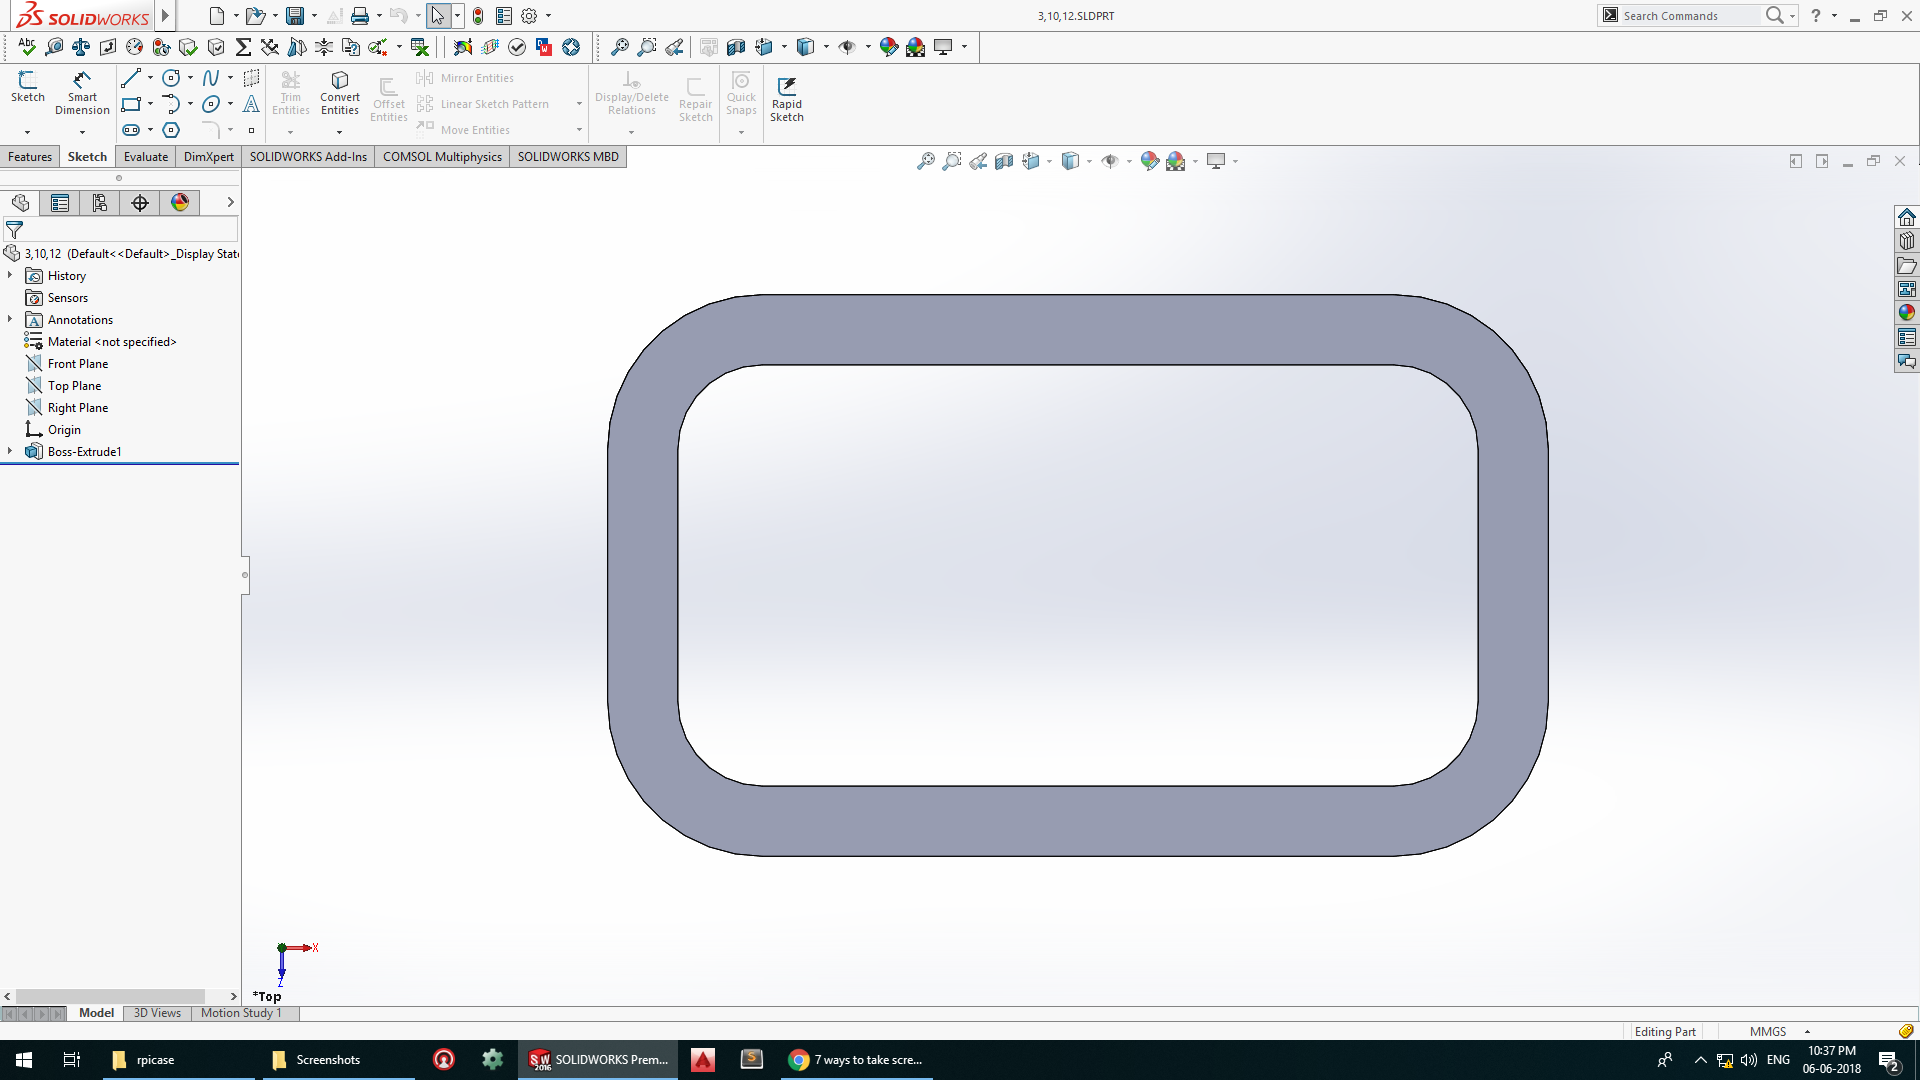 SOLIDWORKS
3,10,12.SLDPRT
Search Commands
Sketch
Smart Dimension
Trim Entities
Convert Entities
Offset Entities
Mirror Entities
Linear Sketch Pattern
Move Entities
Display/Delete Relations
Repair Sketch
Quick Snaps
Rapid Sketch
Features
Sketch
Evaluate
DimXpert
SOLIDWORKS Add-Ins
COMSOL Multiphysics
SOLIDWORKS MBD
3,10,12 (Default<<Default>_Display Stat
History
Sensors
Annotations
Material <not specified>
Front Plane
Top Plane
Right Plane
Origin
Boss-Extrude1
X
Z
*Top
Model
3D Views
Motion Study 1
Editing Part
MMGS
rpicase
Screenshots
SW 2016
SOLIDWORKS Prem...
7 ways to take scre...
ENG
10:37 PM
06-06-2018
2